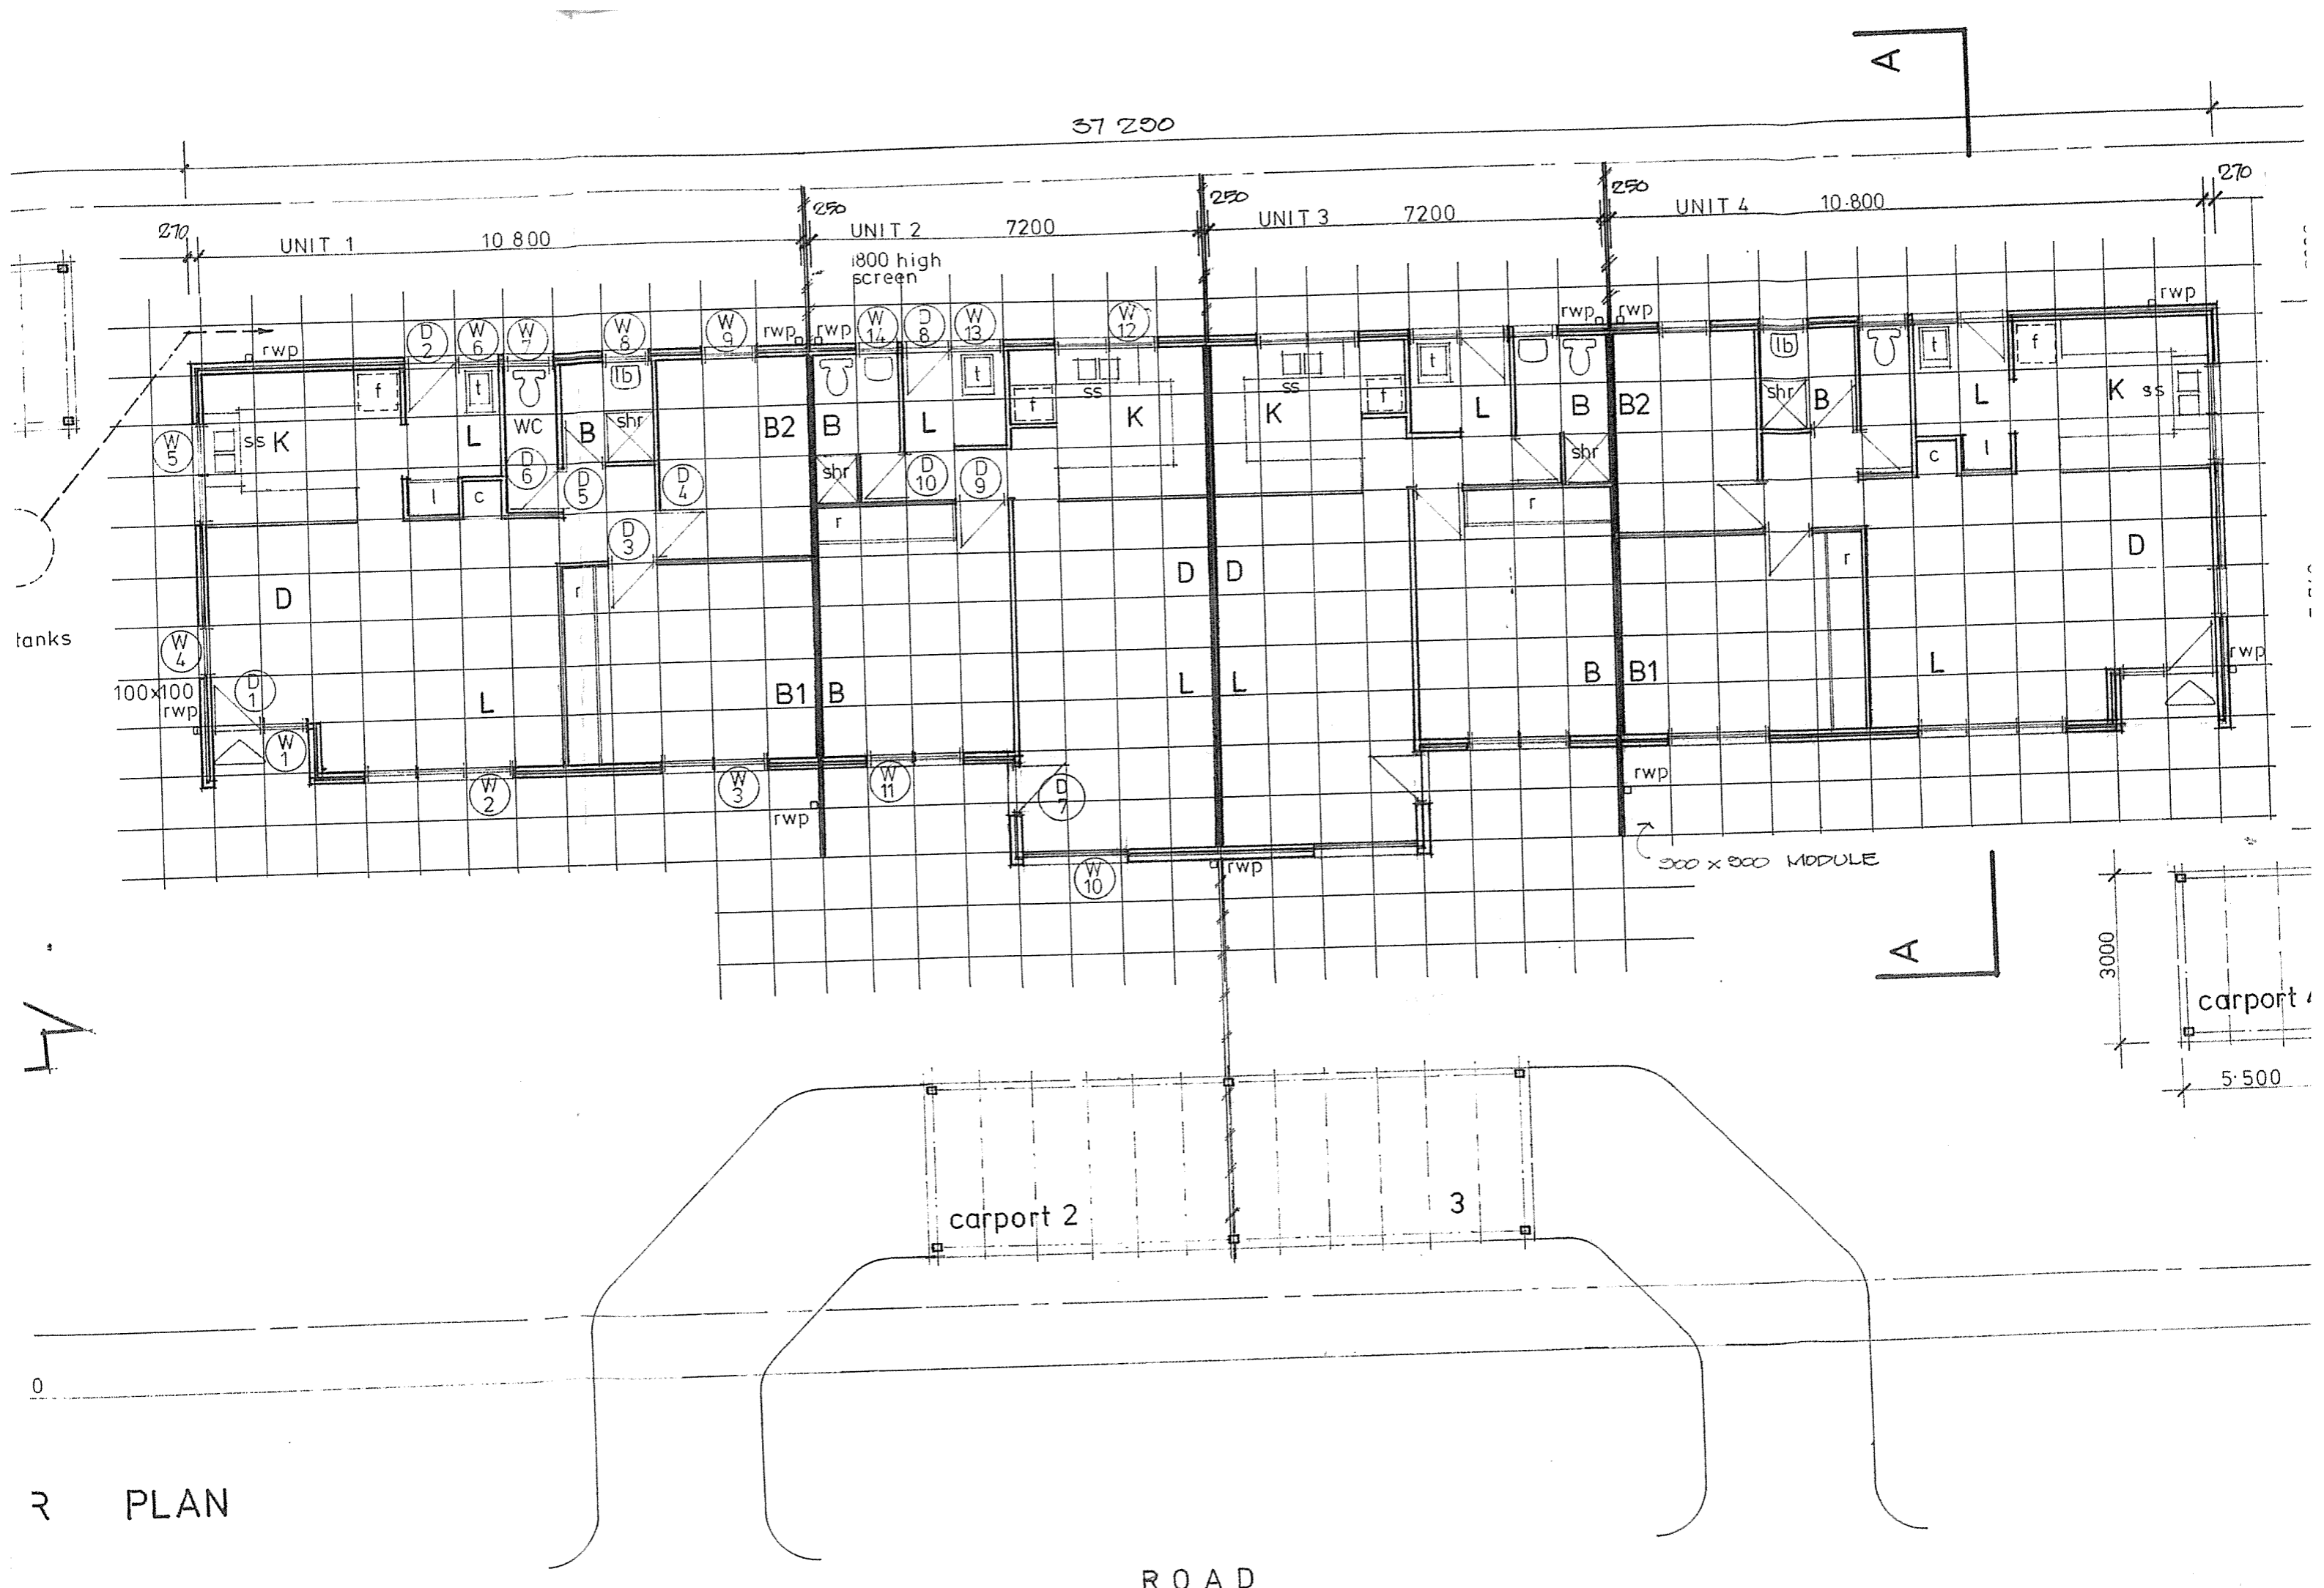 A
37 290
270
UNIT 1
10 800
250
UNIT 2
7200
250
UNIT 3
7200
250
UNIT 4
10·800
270
1800 high
screen
rwp
D
2
W
6
W
7
W
8
W
9
rwp
rwp
W
14
D
8
W
13
W
12
rwp
rwp
rwp
f
t
lb
t
f
ss
ss
f
t
lb
t
f
W
5
ss
K
L
WC
B
shr
B2
B
L
K
K
L
B
B2
shr
B
L
K
ss
l
c
D
6
D
5
D
4
shr
D
10
D
9
shr
c
l
D
3
r
r
r
r
D
D
D
D
tanks
W
4
D
1
100x100
rwp
L
B1
B
L
L
B
B1
L
rwp
W
1
W
2
W
3
rwp
W
11
D
7
W
10
rwp
rwp
900 x 900 MODULE
A
3000
carport 4
5·500
carport 2
3
0
R PLAN
ROAD